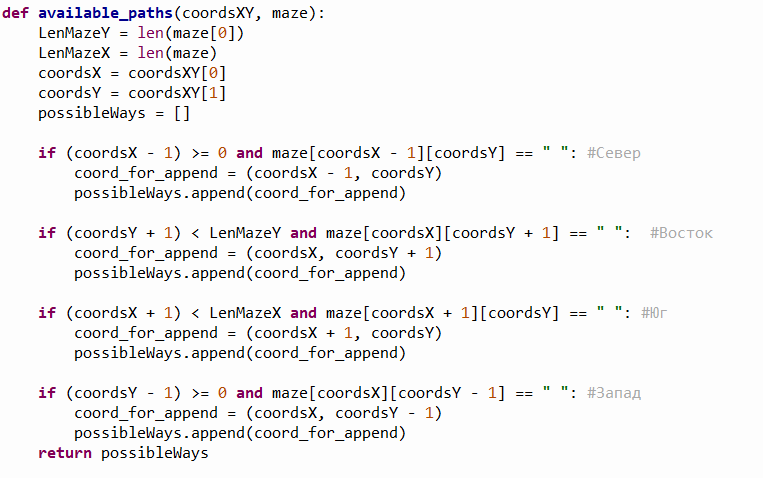 def available_paths(coordsXY, maze):
    LenMazeY = len(maze[0])
    LenMazeX = len(maze)
    coordsX = coordsXY[0]
    coordsY = coordsXY[1]
    possibleWays = []
    if (coordsX - 1) >= 0 and maze[coordsX - 1][coordsY] == " ": #Север
        coord_for_append = (coordsX - 1, coordsY)
        possibleWays.append(coord_for_append)
    if (coordsY + 1) < LenMazeY and maze[coordsX][coordsY + 1] == " ":  #Восток
        coord_for_append = (coordsX, coordsY + 1)
        possibleWays.append(coord_for_append)
    if (coordsX + 1) < LenMazeX and maze[coordsX + 1][coordsY] == " ": #Юг
        coord_for_append = (coordsX + 1, coordsY)
        possibleWays.append(coord_for_append)
    if (coordsY - 1) >= 0 and maze[coordsX][coordsY - 1] == " ": #Запад
        coord_for_append = (coordsX, coordsY - 1)
        possibleWays.append(coord_for_append)
    return possibleWays